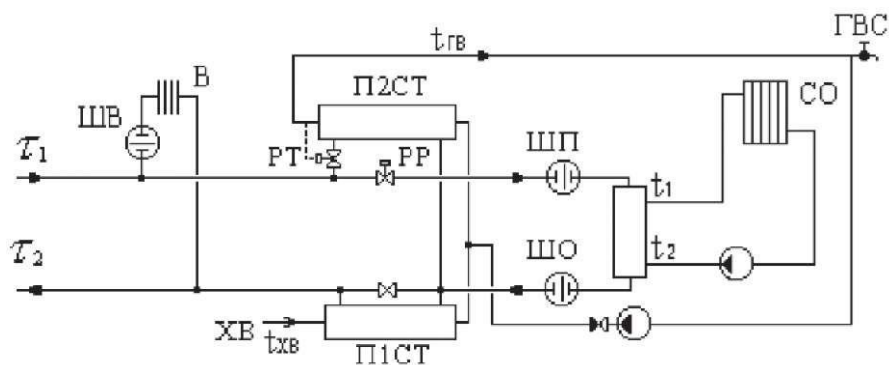 ГВС
tГВ
В
П2СТ
СО
ШВ
ШП
τ1
РТ
РР
t1
τ2
ШО
t2
ХВ
tХВ
П1СТ